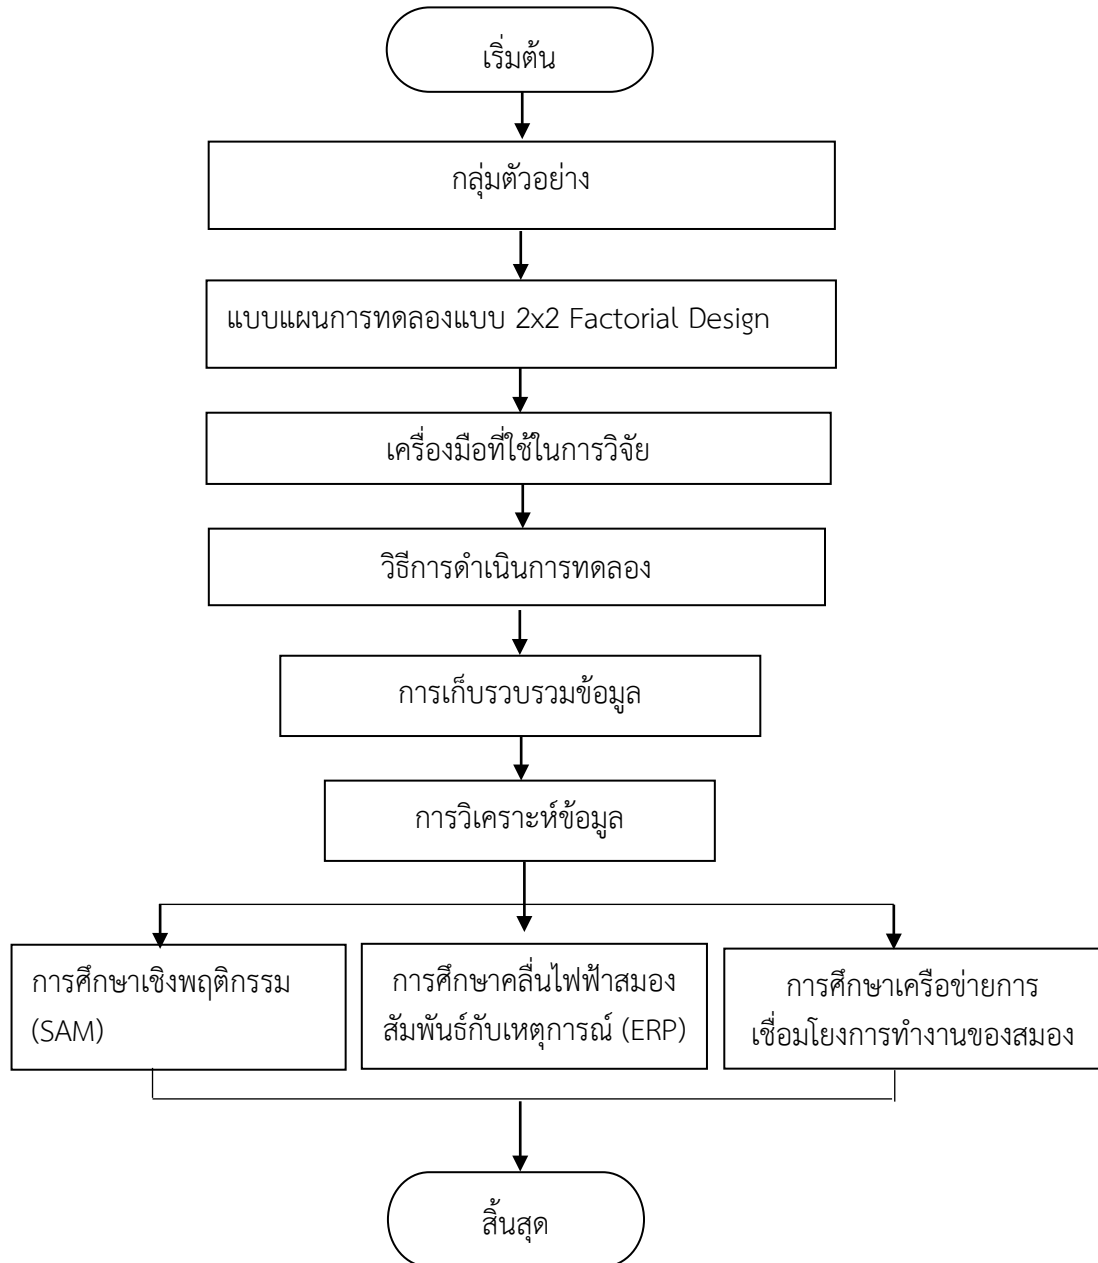 เริ่มต้น
กลุ่มตัวอย่าง
แบบแผนการทดลองแบบ 2x2 Factorial Design
เครื่องมือที่ใช้ในการวิจัย
วิธีการดำเนินการทดลอง
การเก็บรวบรวมข้อมูล
การวิเคราะห์ข้อมูล
การศึกษาเชิงพฤติกรรม
(SAM)
การศึกษาคลื่นไฟฟ้าสมอง
สัมพันธ์กับเหตุการณ์ (ERP)
การศึกษาเครือข่ายการ
เชื่อมโยงการทำงานของสมอง
สิ้นสุด